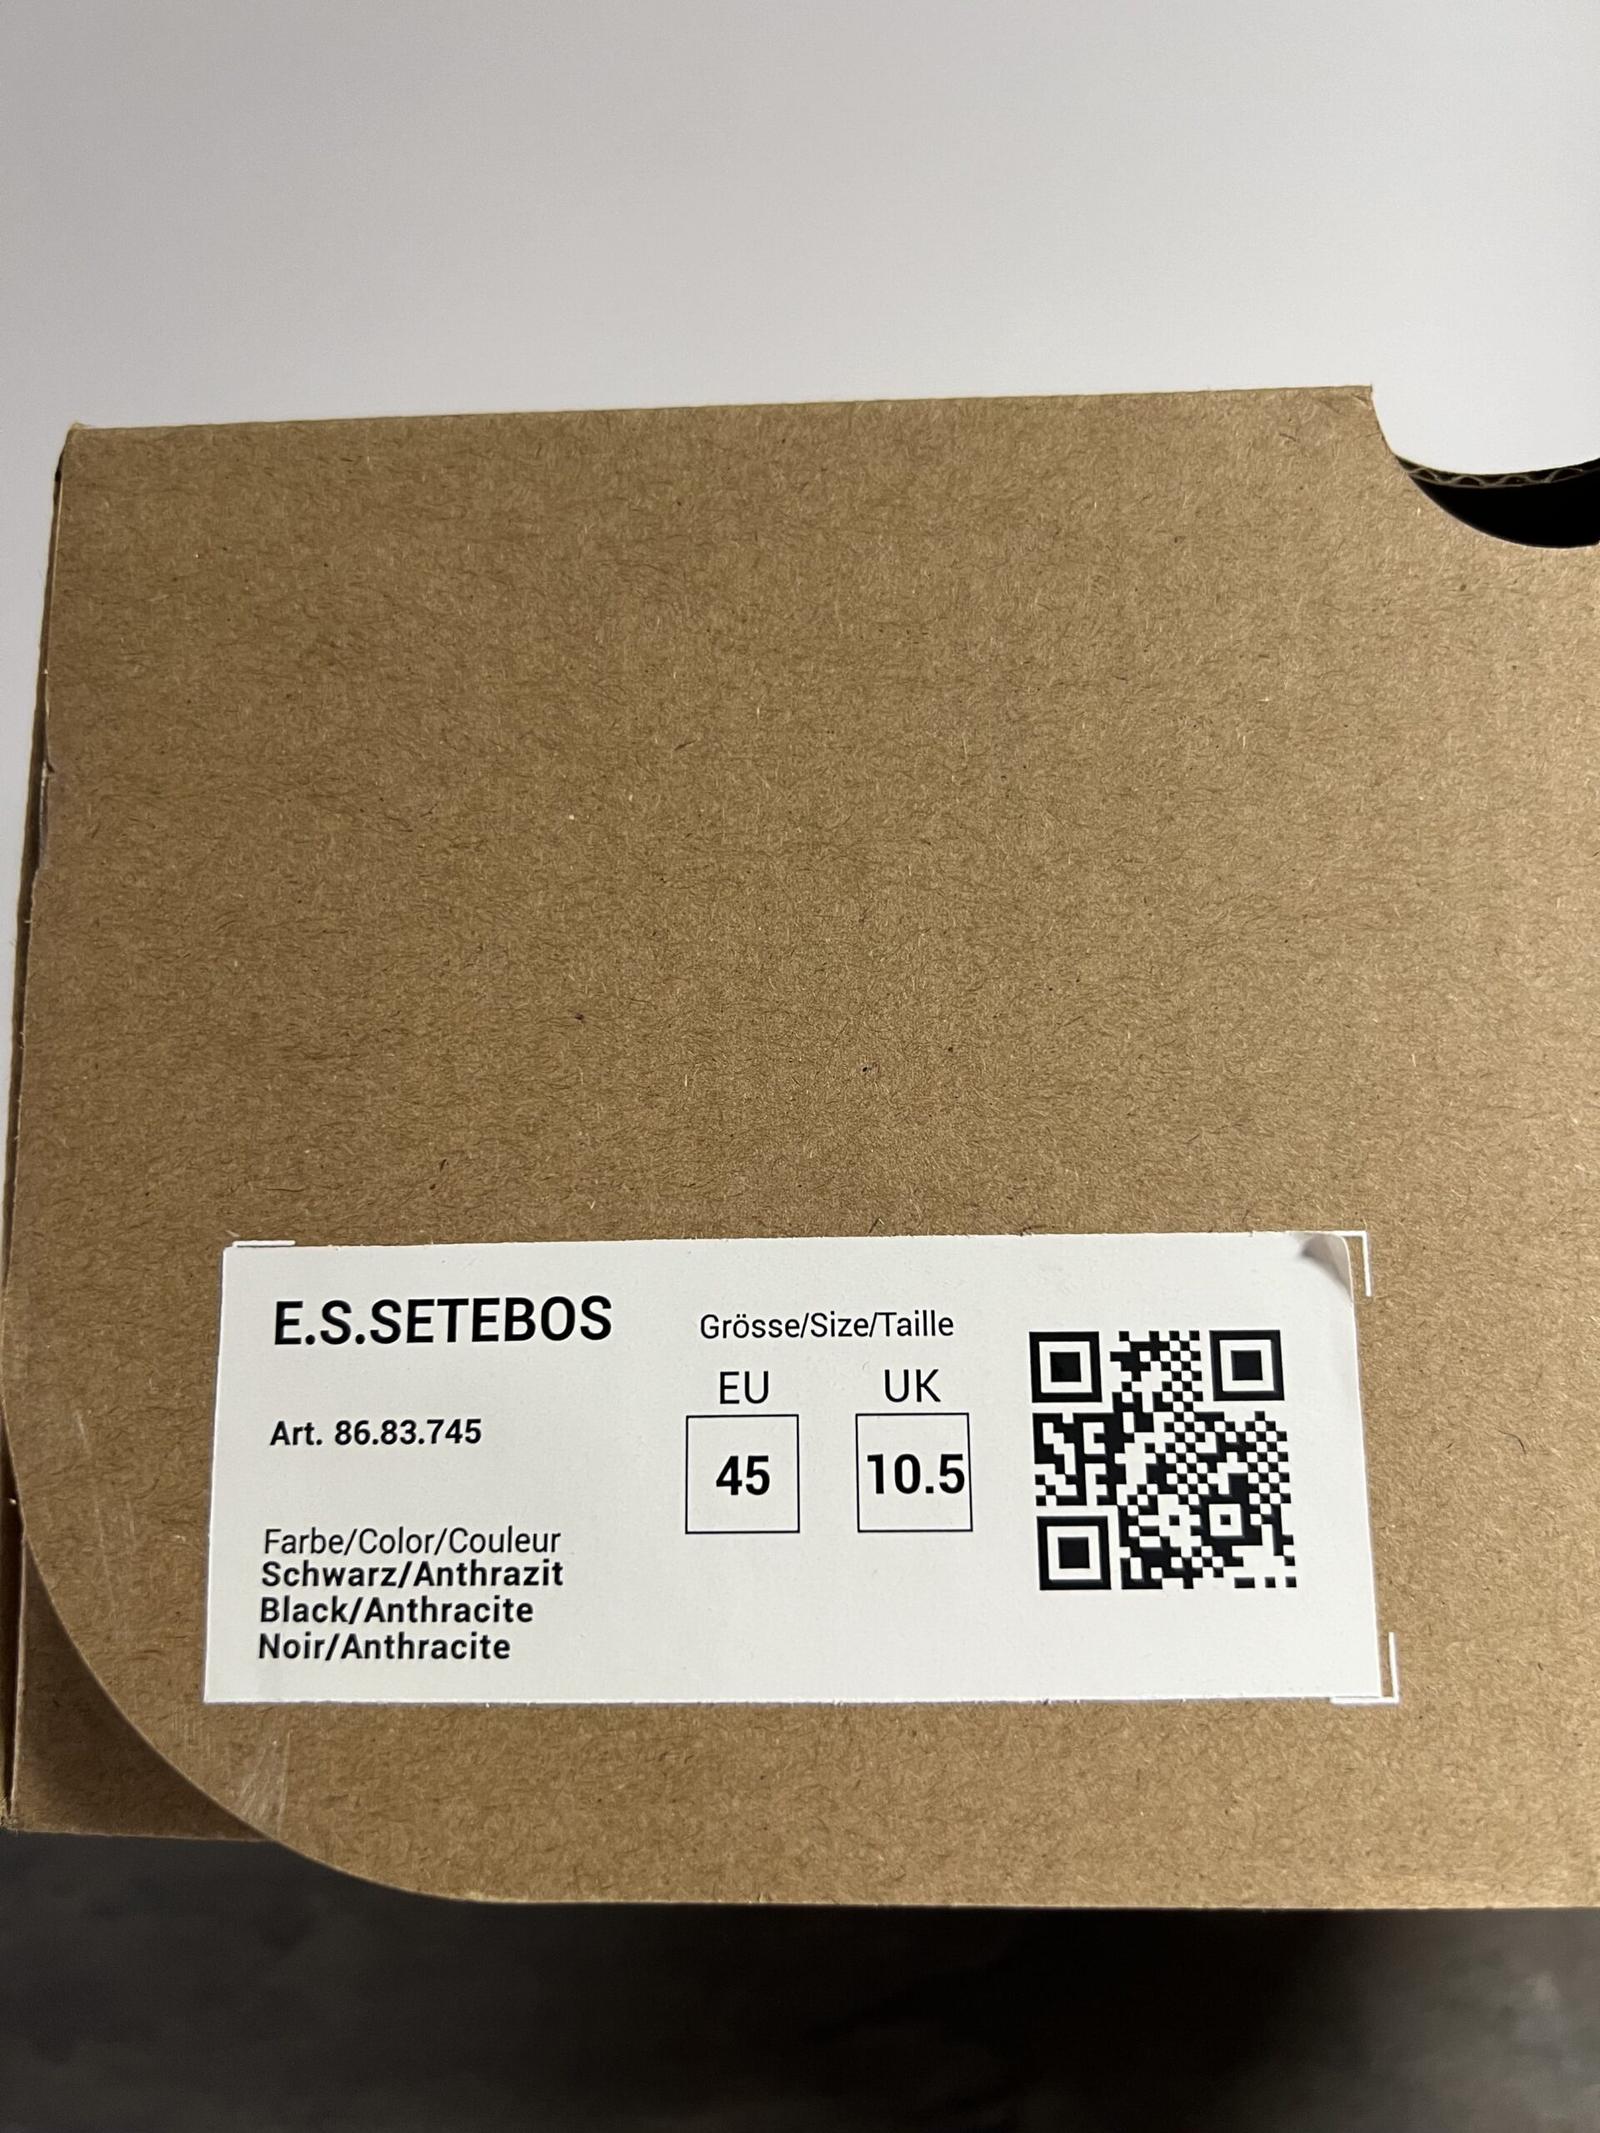 E.S.SETEBOS
Art. 86.83.745
Farbe/Color/Couleur
Schwarz/Anthrazit
Black/Anthracite
Noir/Anthracite
Grösse/Size/Taille
EU UK
45 10.5